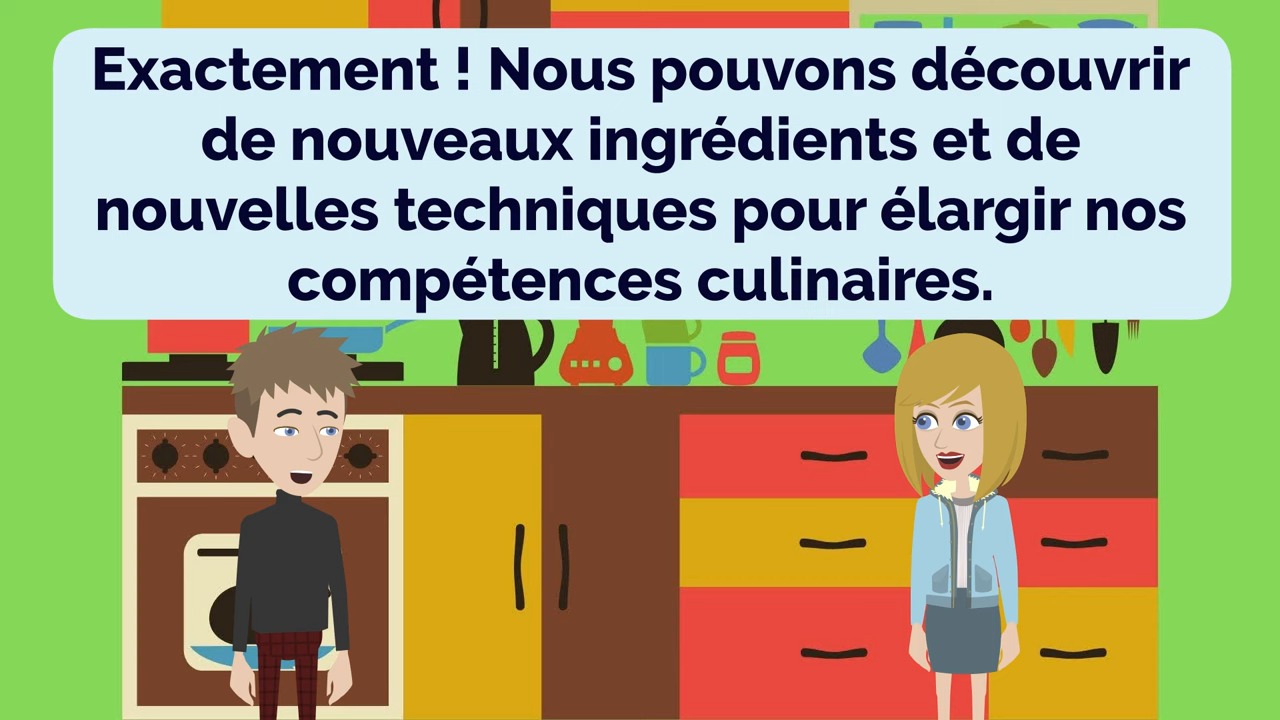 Exactement ! Nous pouvons découvrir
de nouveaux ingrédients et de
nouvelles techniques pour élargir nos
compétences culinaires.